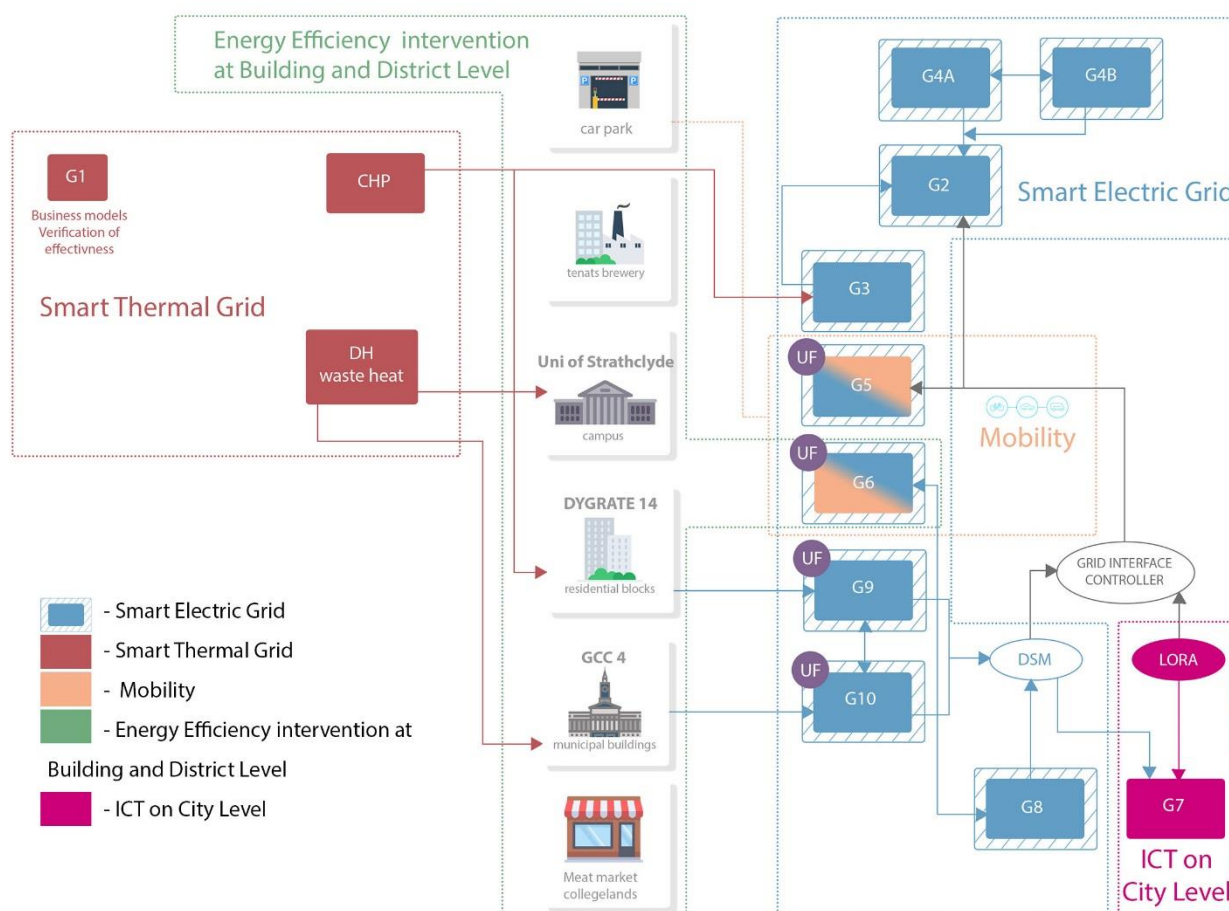 Energy Efficiency intervention
at Building and District Level
car park
G4A
G4B
G2
Smart Electric Grid
G1
Business models
Verification of
effectivness
CHP
tenats brewery
G3
Smart Thermal Grid
DH
waste heat
Uni of Strathclyde
campus
UF
G5
Mobility
UF
G6
DYGRATE 14
residential blocks
UF
G9
GRID INTERFACE
CONTROLLER
- Smart Electric Grid
- Smart Thermal Grid
- Mobility
- Energy Efficiency intervention at
Building and District Level
- ICT on City Level
GCC 4
municipal buildings
UF
G10
DSM
LORA
Meat market
collegelands
G8
G7
ICT on
City Level
P
P